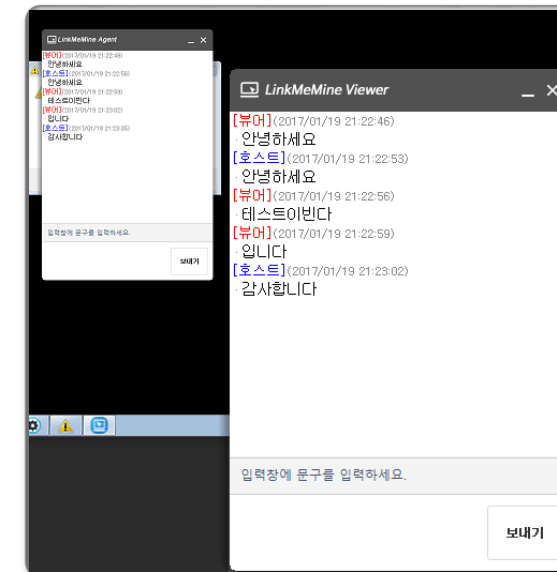 LinkMeMine Agent
[뷰어](2017/01/19 21:22:49)
안녕하세요
[호스트](2017/01/19 21:22:56)
안녕하세요
[뷰어](2017/01/19 21:22:59)
테스트이빈다
[뷰어](2017/01/19 21:23:02)
입니다
[호스트](2017/01/19 21:23:05)
감사합니다
입력창에 문구를 입력하세요.
보내기
LinkMeMine Viewer
[뷰어](2017/01/19 21:22:46)
안녕하세요
[호스트](2017/01/19 21:22:53)
안녕하세요
[뷰어](2017/01/19 21:22:56)
테스트이빈다
[뷰어](2017/01/19 21:22:59)
입니다
[호스트](2017/01/19 21:23:02)
감사합니다
입력창에 문구를 입력하세요.
보내기